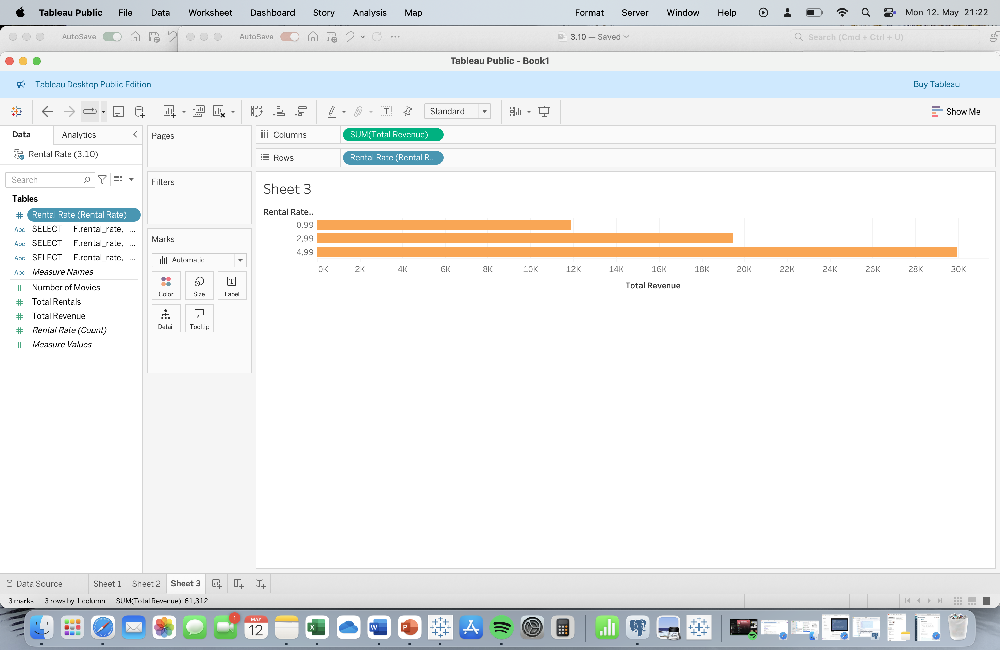 Tableau Public File Data Worksheet Dashboard Story Analysis Map Format Server Window Help Mon 12. May 21:22
AutoSave AutoSave 3.10 — Saved Search (Cmd + Ctrl + U)
Tableau Public - Book1
Tableau Desktop Public Edition Buy Tableau
Standard Show Me
Data Analytics
Rental Rate (3.10)
Search
Tables
Rental Rate (Rental Rate)
Abc SELECT F.rental_rate, ...
Abc SELECT F.rental_rate, ...
Abc SELECT F.rental_rate, ...
Abc Measure Names
Number of Movies
Total Rentals
Total Revenue
Rental Rate (Count)
Measure Values
Pages
Filters
Marks
Automatic
Color Size Label
Detail Tooltip
Columns SUM(Total Revenue)
Rows Rental Rate (Rental R..
Sheet 3
Rental Rate..
0,99
2,99
4,99
0K 2K 4K 6K 8K 10K 12K 14K 16K 18K 20K 22K 24K 26K 28K 30K
Total Revenue
Data Source Sheet 1 Sheet 2 Sheet 3
3 marks 3 rows by 1 column SUM(Total Revenue): 61,312
1
MAY
12
X
W
P